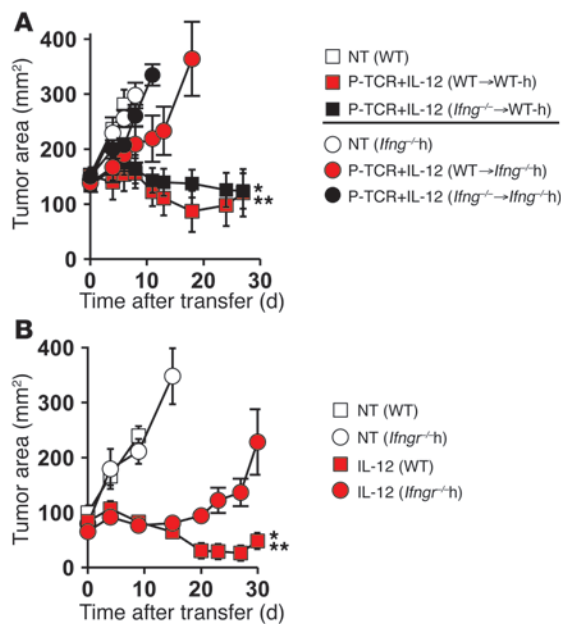 A
400
300
200
100
0
Tumor area (mm²)
0 10 20 30
Time after transfer (d)
*
**
NT (WT)
P-TCR+IL-12 (WT→WT-h)
P-TCR+IL-12 (Ifng⁻/⁻→WT-h)
NT (Ifng⁻/⁻h)
P-TCR+IL-12 (WT→Ifng⁻/⁻h)
P-TCR+IL-12 (Ifng⁻/⁻→Ifng⁻/⁻h)
B
400
300
200
100
0
Tumor area (mm²)
0 10 20 30
Time after transfer (d)
*
**
NT (WT)
NT (Ifngr⁻/⁻h)
IL-12 (WT)
IL-12 (Ifngr⁻/⁻h)